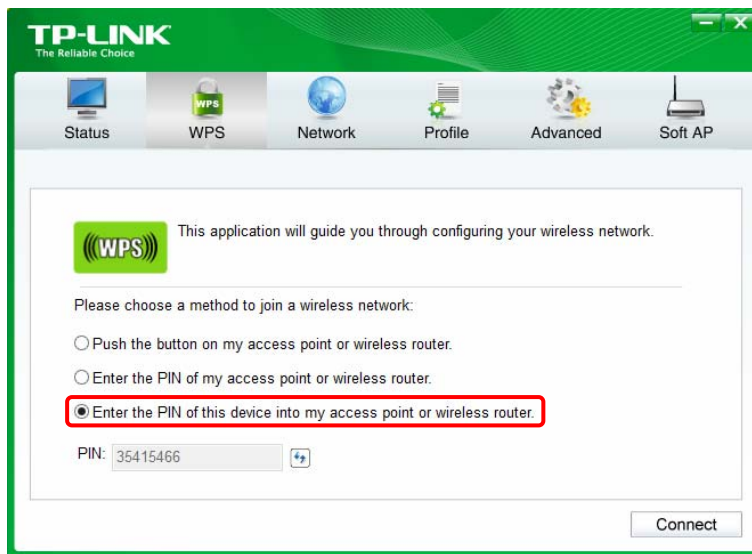 TP-LINK
The Reliable Choice
Status WPS Network Profile Advanced Soft AP
WPS
This application will guide you through configuring your wireless network.
(((WPS)))
Please choose a method to join a wireless network:
Push the button on my access point or wireless router.
Enter the PIN of my access point or wireless router.
Enter the PIN of this device into my access point or wireless router.
PIN: 35415466
Connect